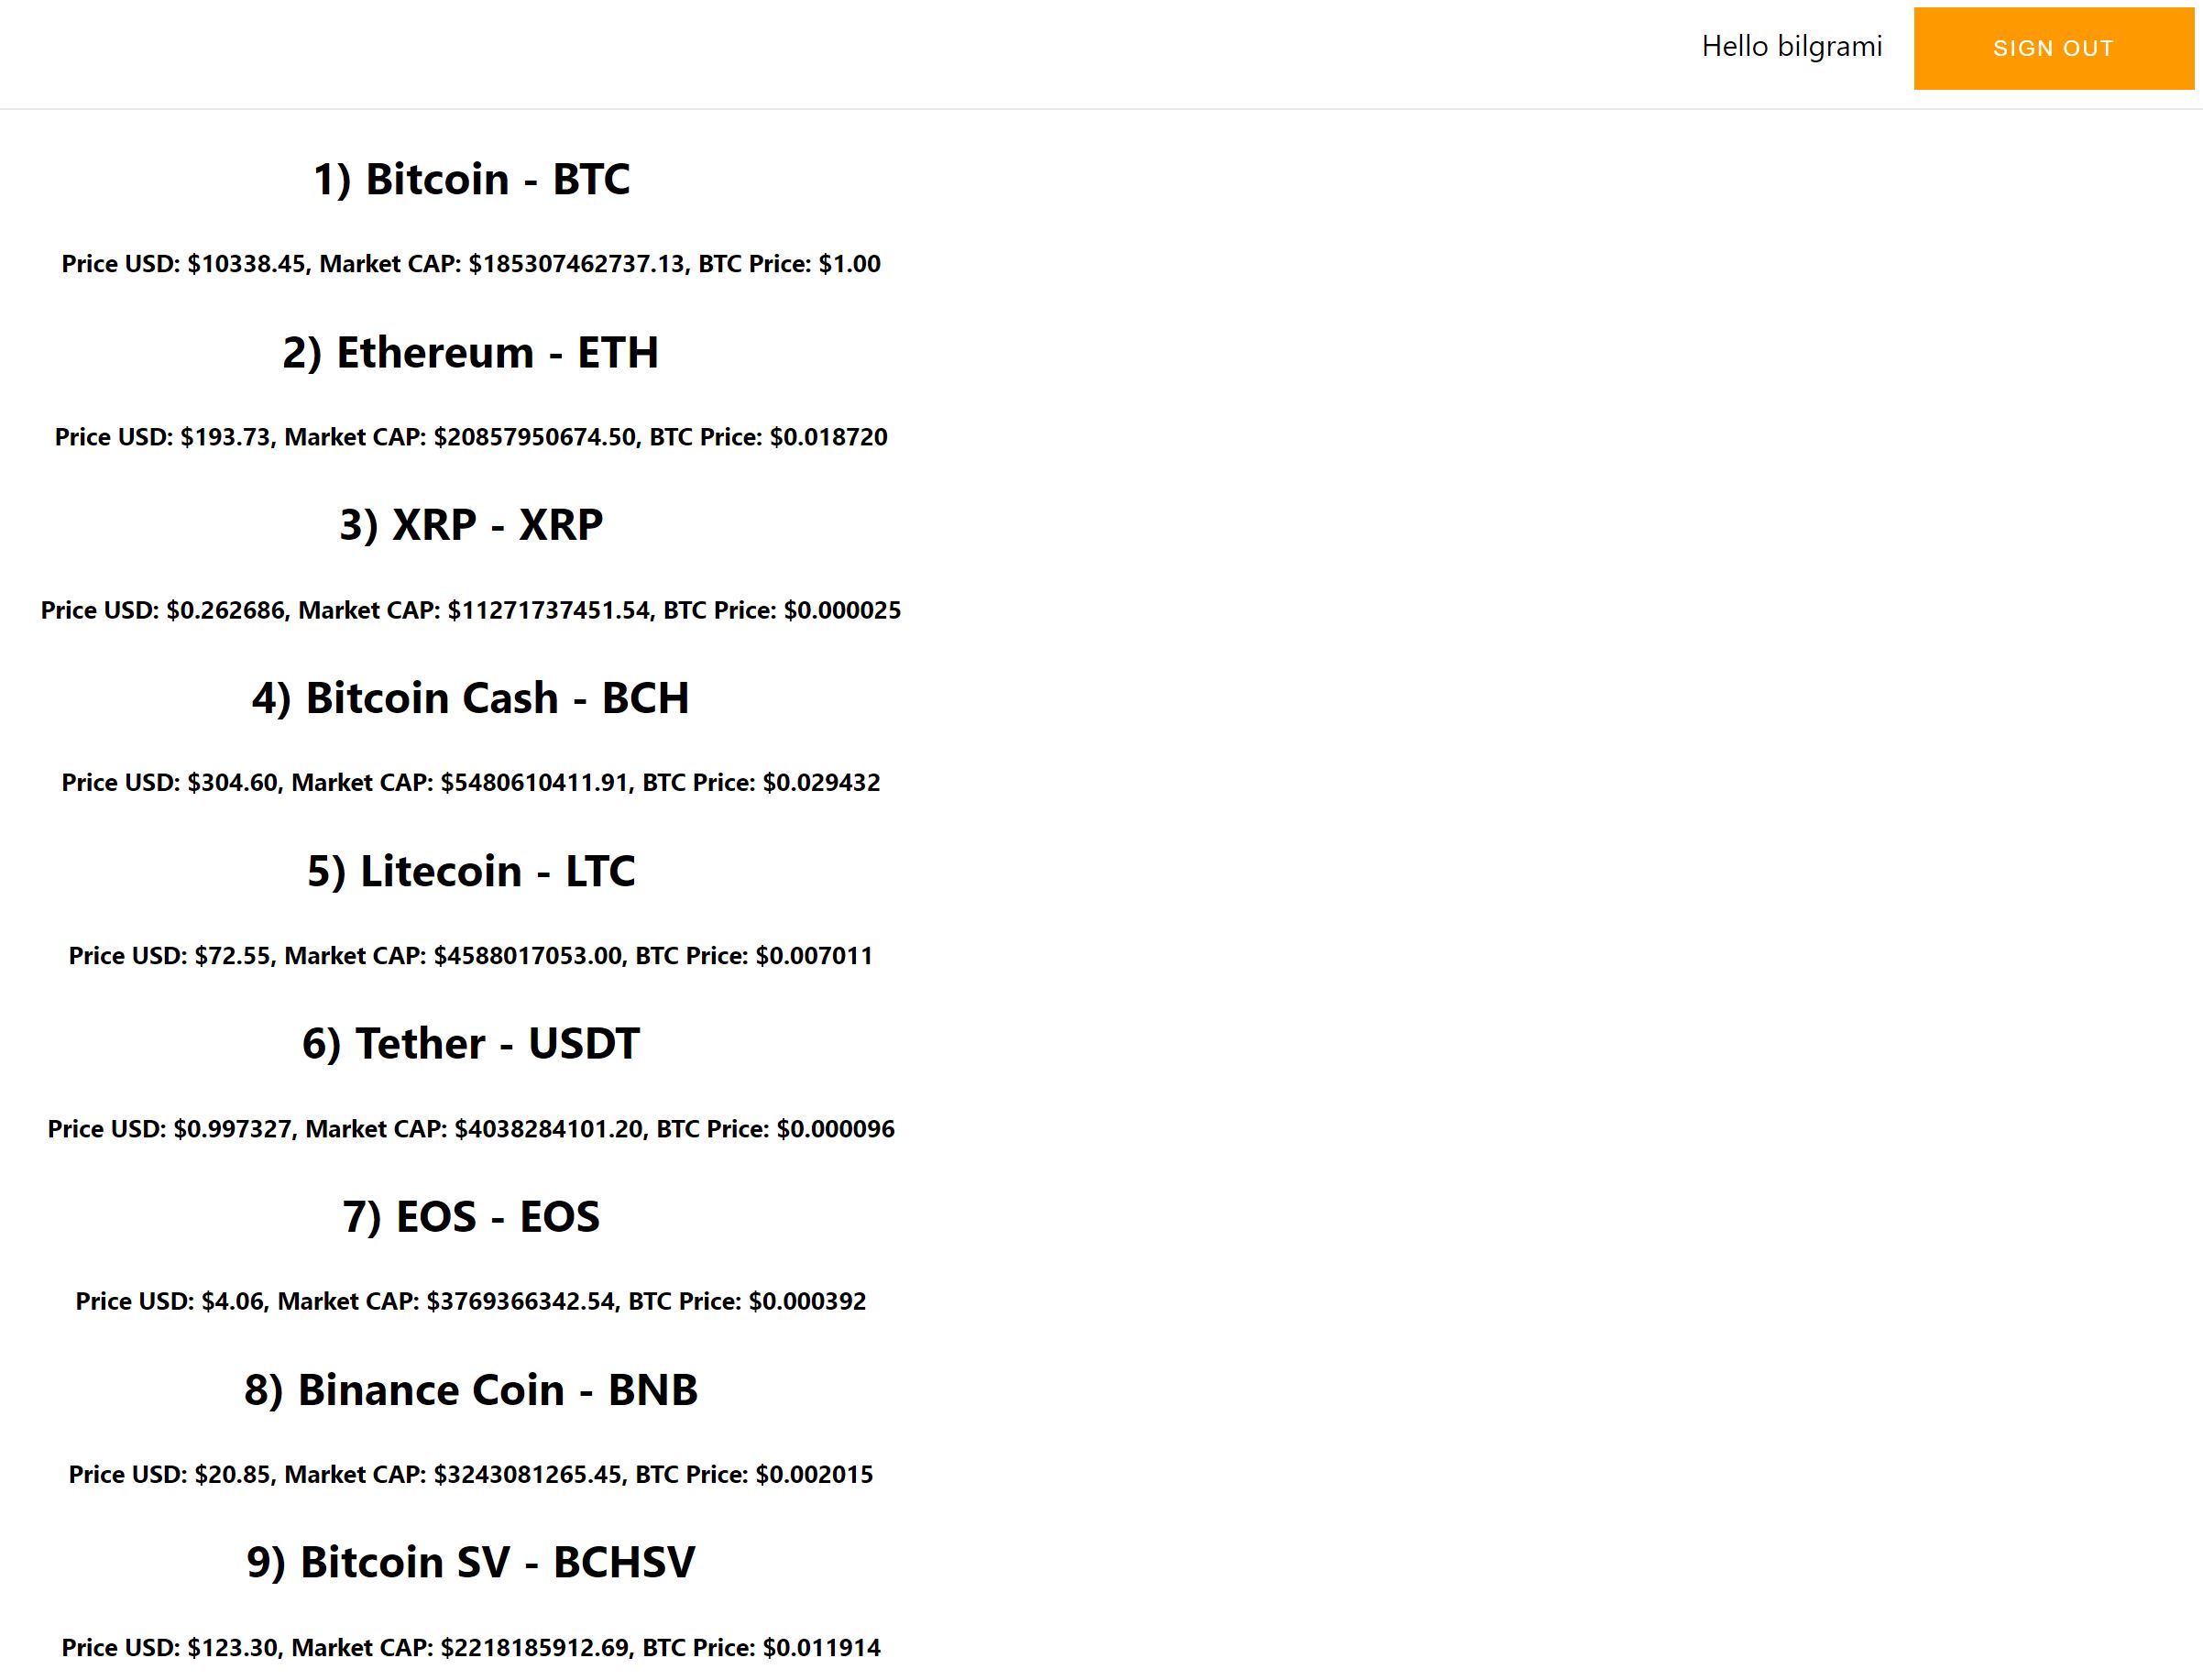 Hello bilgrami
SIGN OUT
1) Bitcoin - BTC
Price USD: $10338.45, Market CAP: $185307462737.13, BTC Price: $1.00
2) Ethereum - ETH
Price USD: $193.73, Market CAP: $20857950674.50, BTC Price: $0.018720
3) XRP - XRP
Price USD: $0.262686, Market CAP: $11271737451.54, BTC Price: $0.000025
4) Bitcoin Cash - BCH
Price USD: $304.60, Market CAP: $5480610411.91, BTC Price: $0.029432
5) Litecoin - LTC
Price USD: $72.55, Market CAP: $4588017053.00, BTC Price: $0.007011
6) Tether - USDT
Price USD: $0.997327, Market CAP: $4038284101.20, BTC Price: $0.000096
7) EOS - EOS
Price USD: $4.06, Market CAP: $3769366342.54, BTC Price: $0.000392
8) Binance Coin - BNB
Price USD: $20.85, Market CAP: $3243081265.45, BTC Price: $0.002015
9) Bitcoin SV - BCHSV
Price USD: $123.30, Market CAP: $2218185912.69, BTC Price: $0.011914